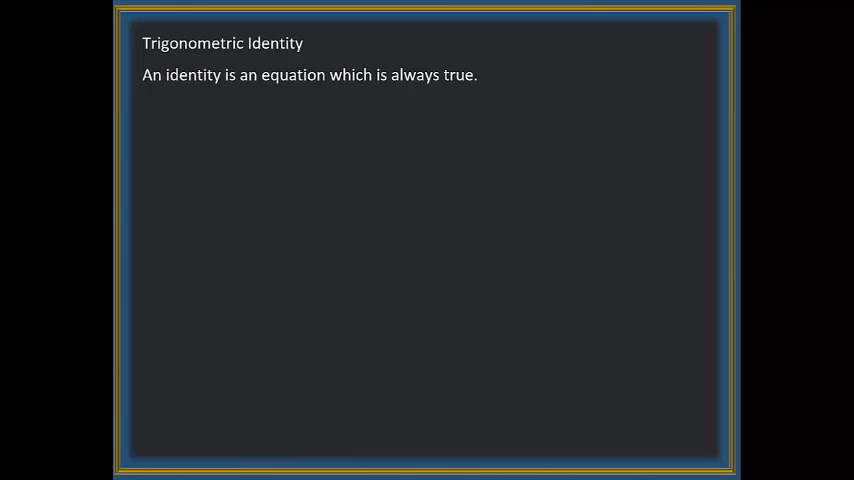 Trigonometric Identity
An identity is an equation which is always true.